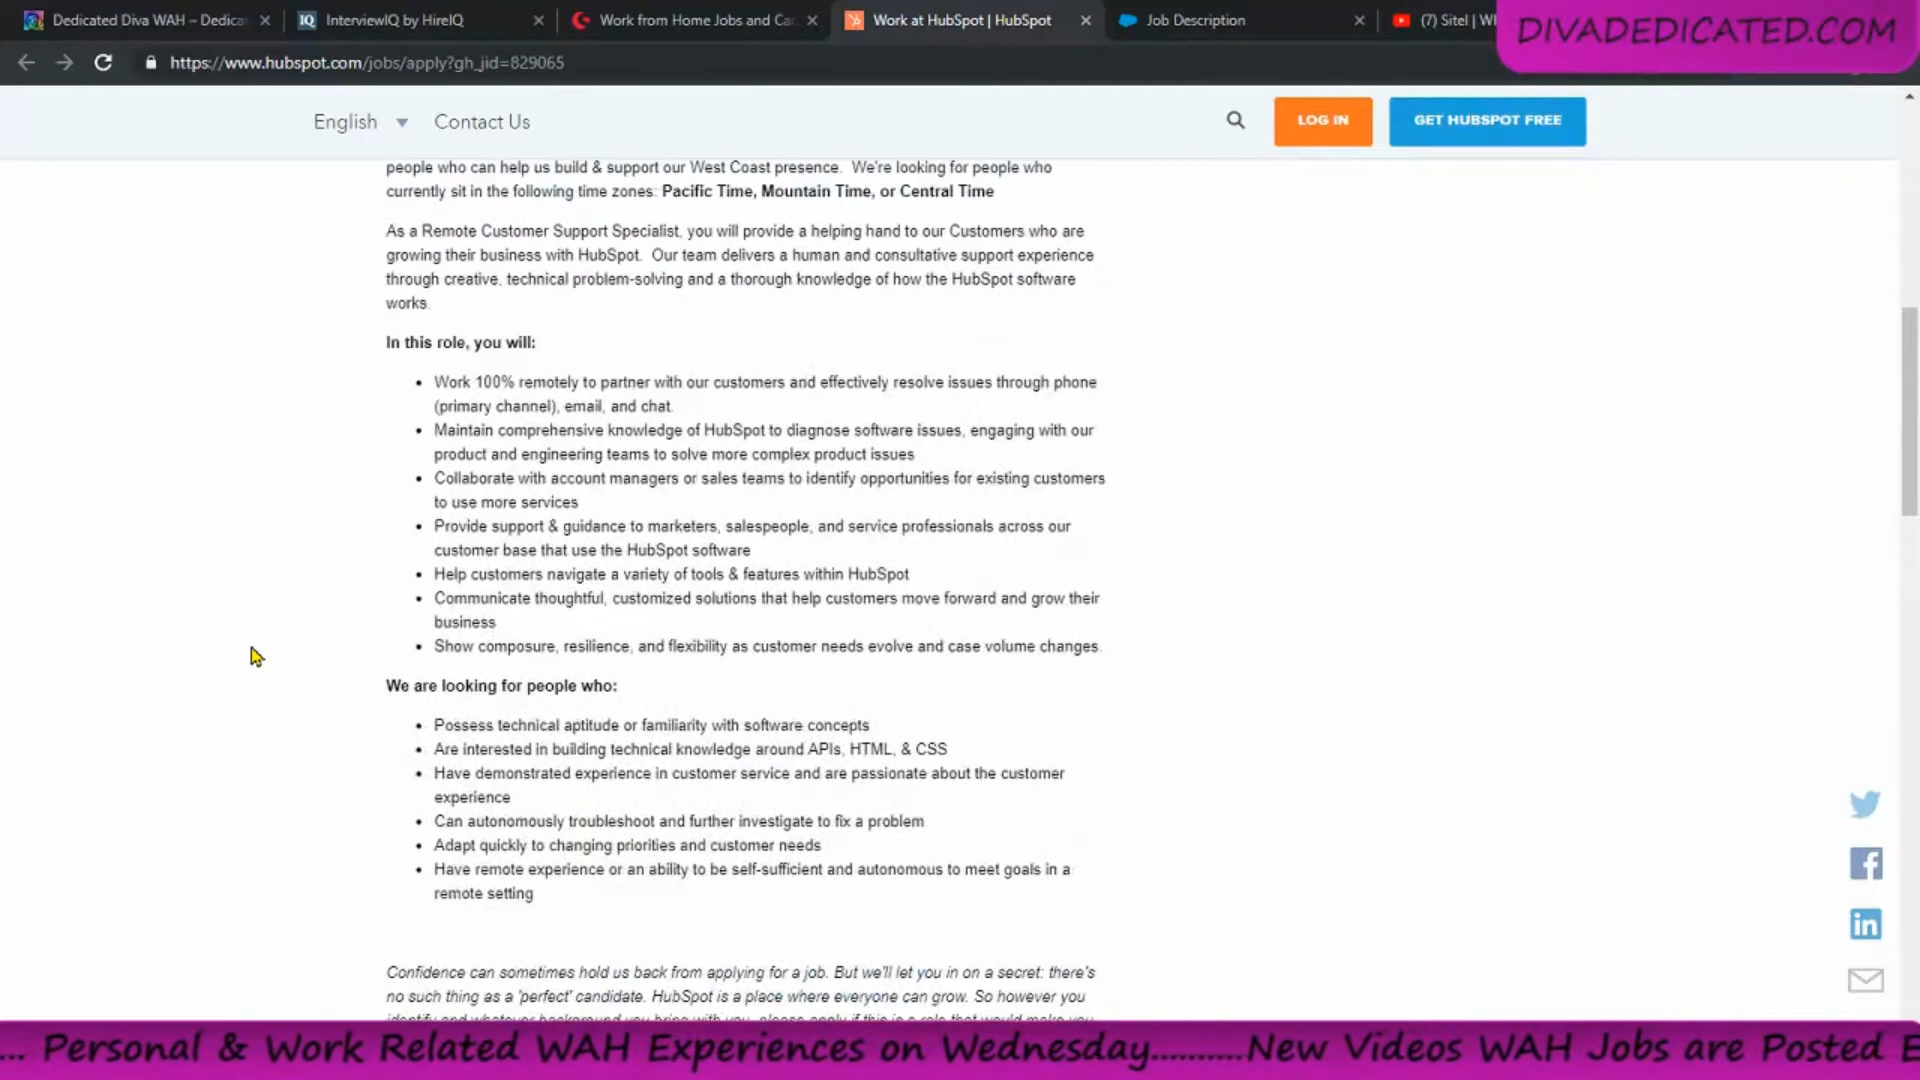 Dedicated Diva WAH – Dedica
InterviewIQ by HireIQ
Work from Home Jobs and Ca
Work at HubSpot | HubSpot
Job Description
(7) Sitel | W
DIVADEDICATED.COM
https://www.hubspot.com/jobs/apply?gh_jid=829065
English
Contact Us
LOG IN
GET HUBSPOT FREE
people who can help us build & support our West Coast presence. We're looking for people who
currently sit in the following time zones: Pacific Time, Mountain Time, or Central Time
As a Remote Customer Support Specialist, you will provide a helping hand to our Customers who are
growing their business with HubSpot. Our team delivers a human and consultative support experience
through creative, technical problem-solving and a thorough knowledge of how the HubSpot software
works.
In this role, you will:
• Work 100% remotely to partner with our customers and effectively resolve issues through phone
(primary channel), email, and chat.
• Maintain comprehensive knowledge of HubSpot to diagnose software issues, engaging with our
product and engineering teams to solve more complex product issues
• Collaborate with account managers or sales teams to identify opportunities for existing customers
to use more services
• Provide support & guidance to marketers, salespeople, and service professionals across our
customer base that use the HubSpot software
• Help customers navigate a variety of tools & features within HubSpot
• Communicate thoughtful, customized solutions that help customers move forward and grow their
business
• Show composure, resilience, and flexibility as customer needs evolve and case volume changes.
We are looking for people who:
• Possess technical aptitude or familiarity with software concepts
• Are interested in building technical knowledge around APIs, HTML, & CSS
• Have demonstrated experience in customer service and are passionate about the customer
experience
• Can autonomously troubleshoot and further investigate to fix a problem
• Adapt quickly to changing priorities and customer needs
• Have remote experience or an ability to be self-sufficient and autonomous to meet goals in a
remote setting
Confidence can sometimes hold us back from applying for a job. But we'll let you in on a secret: there's
no such thing as a 'perfect' candidate. HubSpot is a place where everyone can grow. So however you
identify and whatever background you bring with you, please apply if this is a role that would make you
... Personal & Work Related WAH Experiences on Wednesday..........New Videos WAH Jobs are Posted E